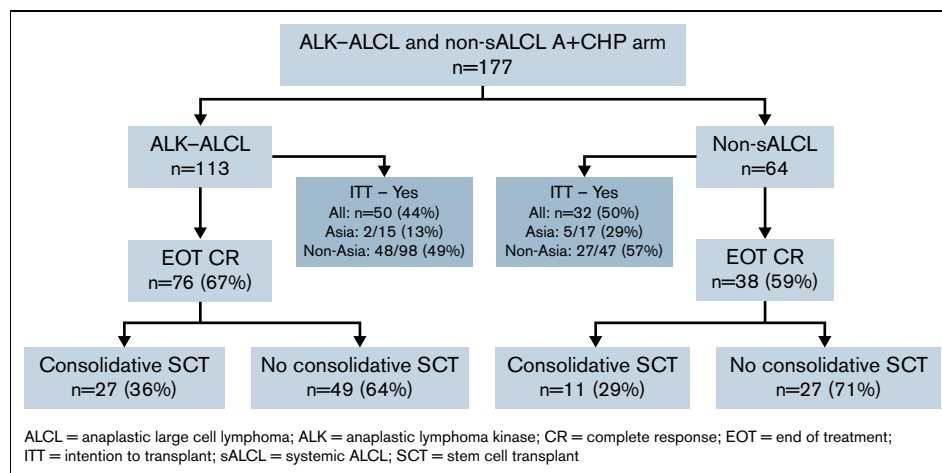 ALK–ALCL and non-sALCL A+CHP arm
n=177
ALK–ALCL
n=113
Non-sALCL
n=64
ITT – Yes
All: n=50 (44%)
Asia: 2/15 (13%)
Non-Asia: 48/98 (49%)
ITT – Yes
All: n=32 (50%)
Asia: 5/17 (29%)
Non-Asia: 27/47 (57%)
EOT CR
n=76 (67%)
EOT CR
n=38 (59%)
Consolidative SCT
n=27 (36%)
No consolidative SCT
n=49 (64%)
Consolidative SCT
n=11 (29%)
No consolidative SCT
n=27 (71%)
ALCL = anaplastic large cell lymphoma; ALK = anaplastic lymphoma kinase; CR = complete response; EOT = end of treatment;
ITT = intention to transplant; sALCL = systemic ALCL; SCT = stem cell transplant